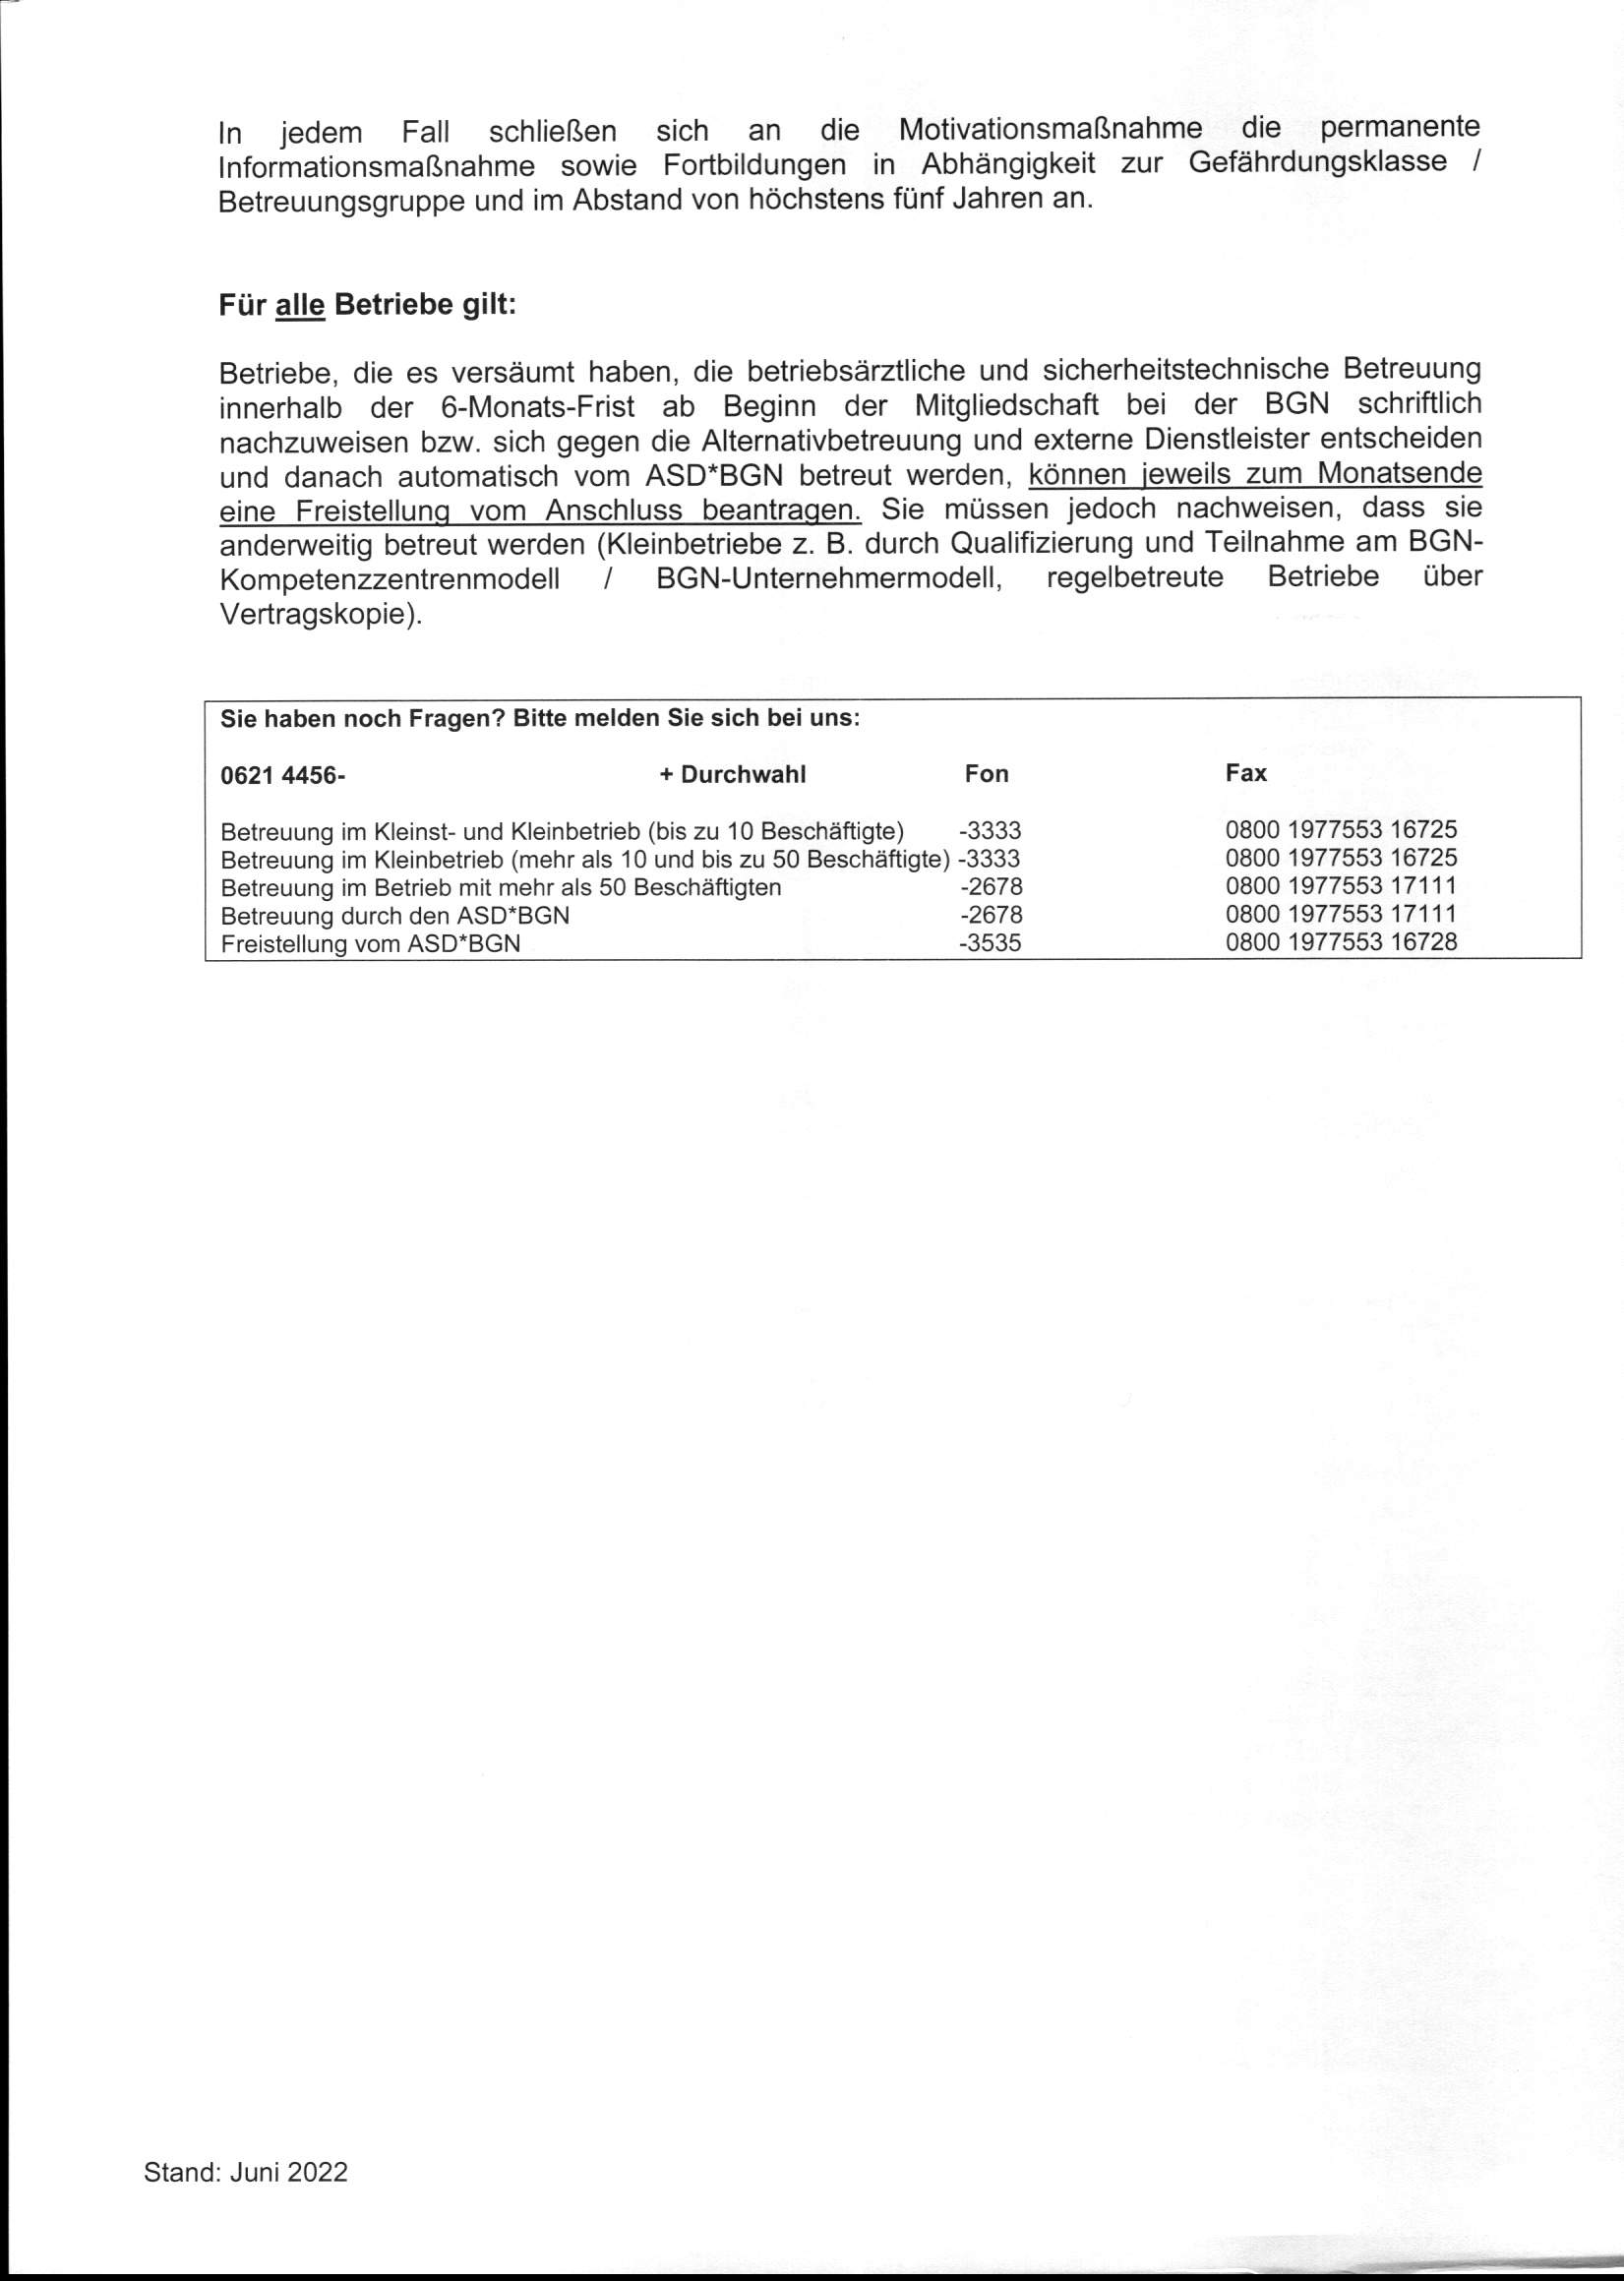 In jedem Fall schließen sich an die Motivationsmaßnahme die permanente
Informationsmaßnahme sowie Fortbildungen in Abhängigkeit zur Gefährdungsklasse /
Betreuungsgruppe und im Abstand von höchstens fünf Jahren an.
Für alle Betriebe gilt:
Betriebe, die es versäumt haben, die betriebsärztliche und sicherheitstechnische Betreuung
innerhalb der 6-Monats-Frist ab Beginn der Mitgliedschaft bei der BGN schriftlich
nachzuweisen bzw. sich gegen die Alternativbetreuung und externe Dienstleister entscheiden
und danach automatisch vom ASD*BGN betreut werden, können jeweils zum Monatsende
eine Freistellung vom Anschluss beantragen. Sie müssen jedoch nachweisen, dass sie
anderweitig betreut werden (Kleinbetriebe z. B. durch Qualifizierung und Teilnahme am BGN-
Kompetenzzentrenmodell / BGN-Unternehmermodell, regelbetreute Betriebe über
Vertragskopie).
Sie haben noch Fragen? Bitte melden Sie sich bei uns:
0621 4456- + Durchwahl Fon Fax
Betreuung im Kleinst- und Kleinbetrieb (bis zu 10 Beschäftigte) -3333 0800 1977553 16725
Betreuung im Kleinbetrieb (mehr als 10 und bis zu 50 Beschäftigte) -3333 0800 1977553 16725
Betreuung im Betrieb mit mehr als 50 Beschäftigten -2678 0800 1977553 17111
Betreuung durch den ASD*BGN -2678 0800 1977553 17111
Freistellung vom ASD*BGN -3535 0800 1977553 16728
Stand: Juni 2022